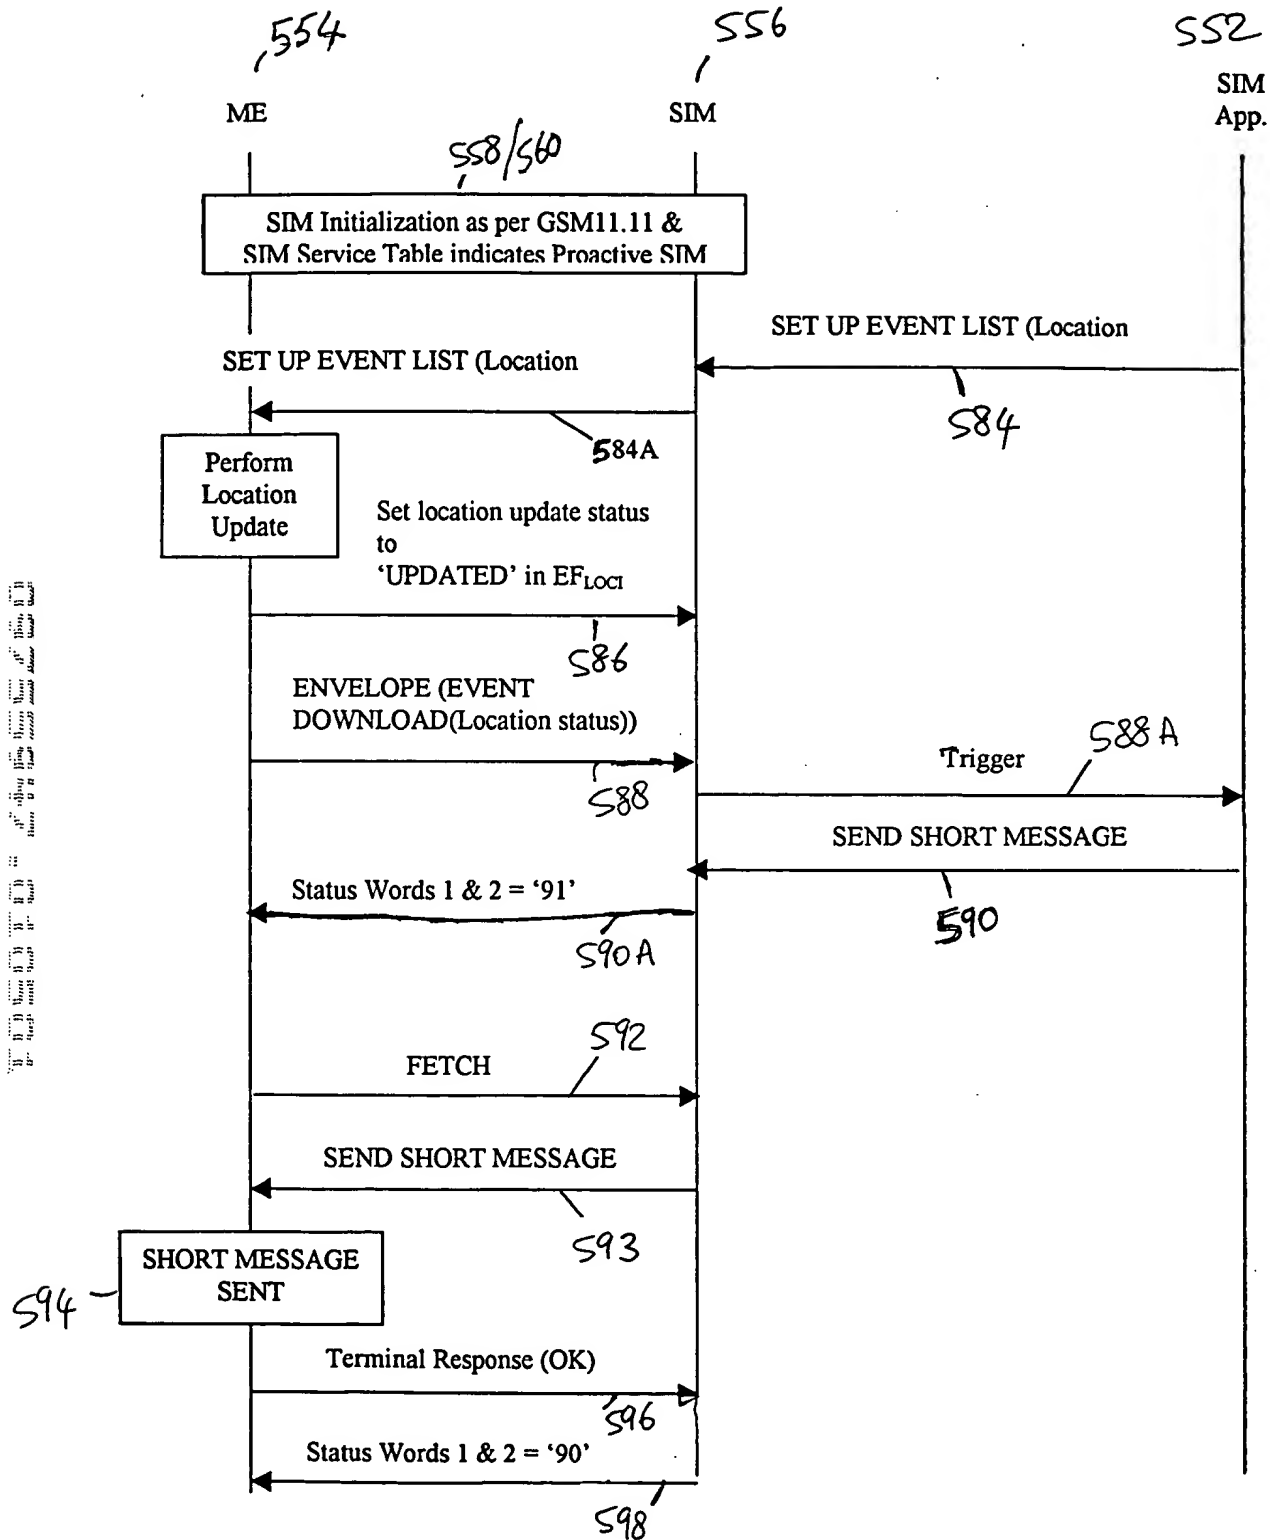 554
556
552
ME
SIM
SIM
App.
558/560
SIM Initialization as per GSM11.11 &
SIM Service Table indicates Proactive SIM
SET UP EVENT LIST (Location
SET UP EVENT LIST (Location
584
584A
Perform
Location
Update
Set location update status
to
‘UPDATED’ in EFLOCI
586
ENVELOPE (EVENT
DOWNLOAD(Location status))
588
588A
Trigger
SEND SHORT MESSAGE
590
Status Words 1 & 2 = ‘91’
590A
592
FETCH
SEND SHORT MESSAGE
593
SHORT MESSAGE
SENT
594
Terminal Response (OK)
596
Status Words 1 & 2 = ‘90’
598
09755947 . 010501